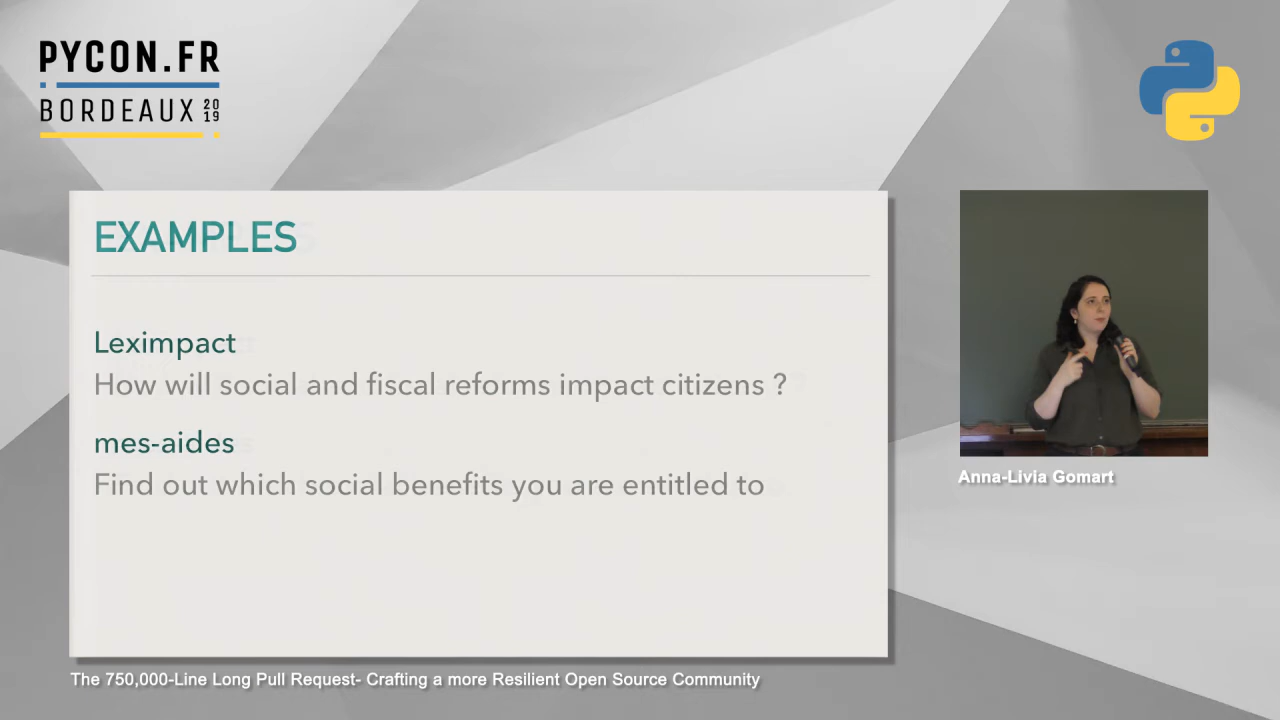 PYCON.FR
BORDEAUX 2019
EXAMPLES
Leximpact
How will social and fiscal reforms impact citizens ?
mes-aides
Find out which social benefits you are entitled to
Anna-Livia Gomart
The 750,000-Line Long Pull Request- Crafting a more Resilient Open Source Community